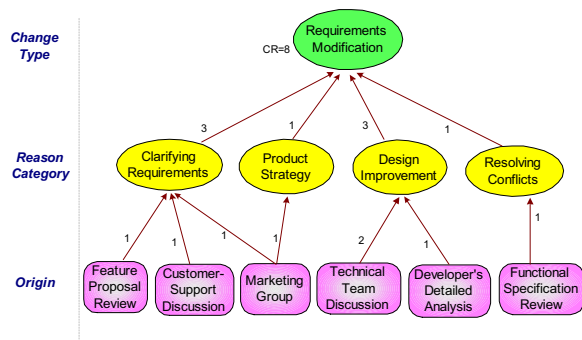 Change
Type
CR=8
Requirements
Modification
3
1
3
1
Reason
Category
Clarifying
Requirements
Product
Strategy
Design
Improvement
Resolving
Conflicts
1
1
1
1
2
1
1
Origin
Feature
Proposal
Review
Customer-
Support
Discussion
Marketing
Group
Technical
Team
Discussion
Developer's
Detailed
Analysis
Functional
Specification
Review